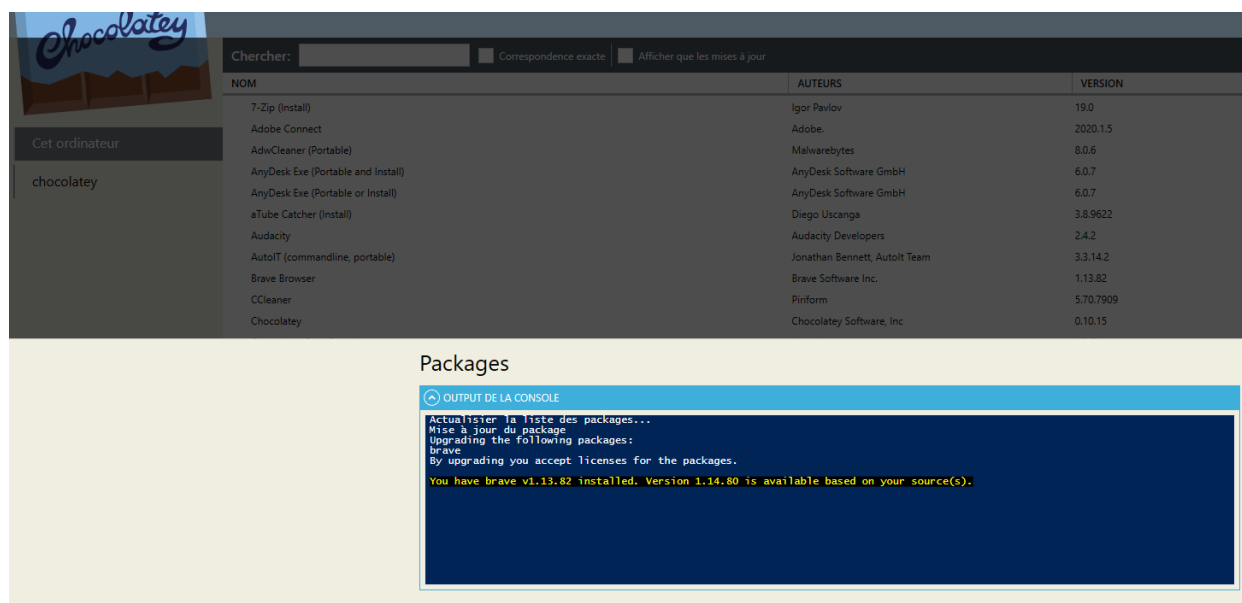 Chocolatey
Chercher:
Correspondence exacte
Afficher que les mises à jour
NOM AUTEURS VERSION
7-Zip (Install) Igor Pavlov 19.0
Adobe Connect Adobe. 2020.1.5
AdwCleaner (Portable) Malwarebytes 8.0.6
AnyDesk Exe (Portable and Install) AnyDesk Software GmbH 6.0.7
AnyDesk Exe (Portable or Install) AnyDesk Software GmbH 6.0.7
aTube Catcher (Install) Diego Uscanga 3.8.9622
Audacity Audacity Developers 2.4.2
AutoIT (commandline, portable) Jonathan Bennett, AutoIt Team 3.3.14.2
Brave Browser Brave Software Inc. 1.13.82
CCleaner Piriform 5.70.7909
Chocolatey Chocolatey Software, Inc 0.10.15
Cet ordinateur
chocolatey
Packages
OUTPUT DE LA CONSOLE
Actualisier la liste des packages...
Mise à jour du package
Upgrading the following packages:
brave
By upgrading you accept licenses for the packages.
You have brave v1.13.82 installed. Version 1.14.80 is available based on your source(s).